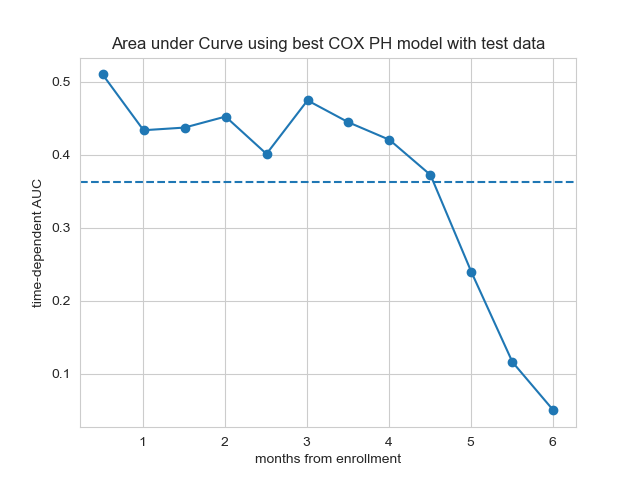 Area under Curve using best COX PH model with test data
time-dependent AUC
0.5
0.4
0.3
0.2
0.1
1 2 3 4 5 6
months from enrollment